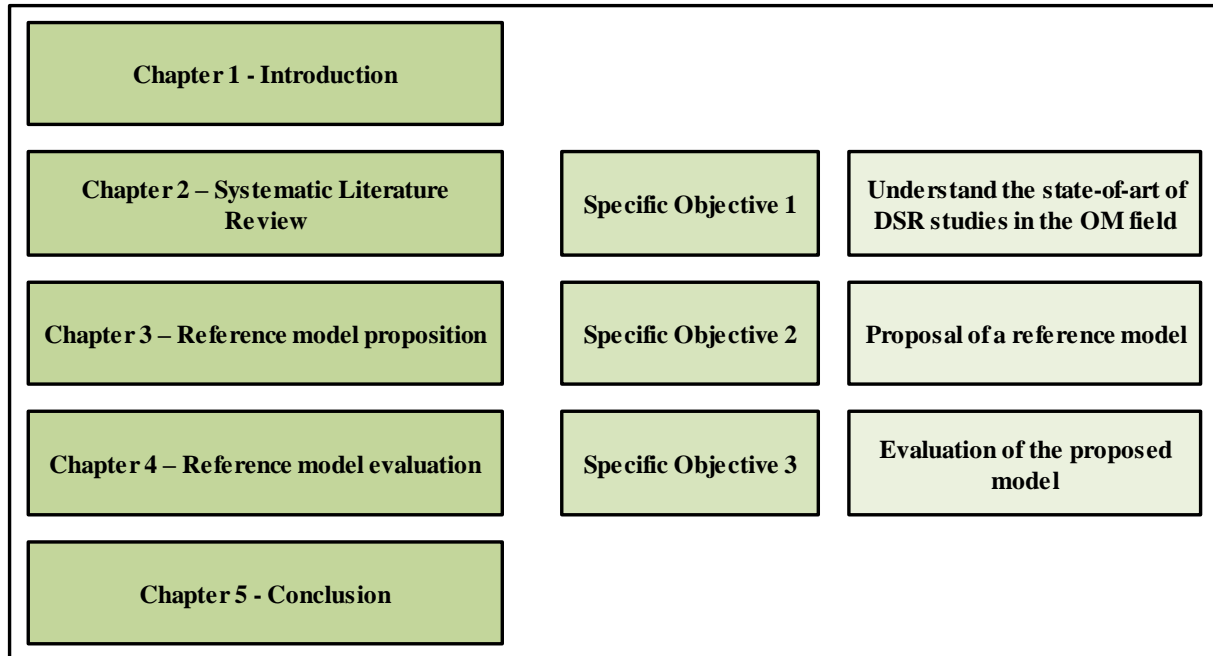 Chapter 1 - Introduction
Chapter 2 – Systematic Literature
Review
Specific Objective 1
Understand the state-of-art of
DSR studies in the OM field
Chapter 3 – Reference model proposition
Specific Objective 2
Proposal of a reference model
Chapter 4 – Reference model evaluation
Specific Objective 3
Evaluation of the proposed
model
Chapter 5 - Conclusion